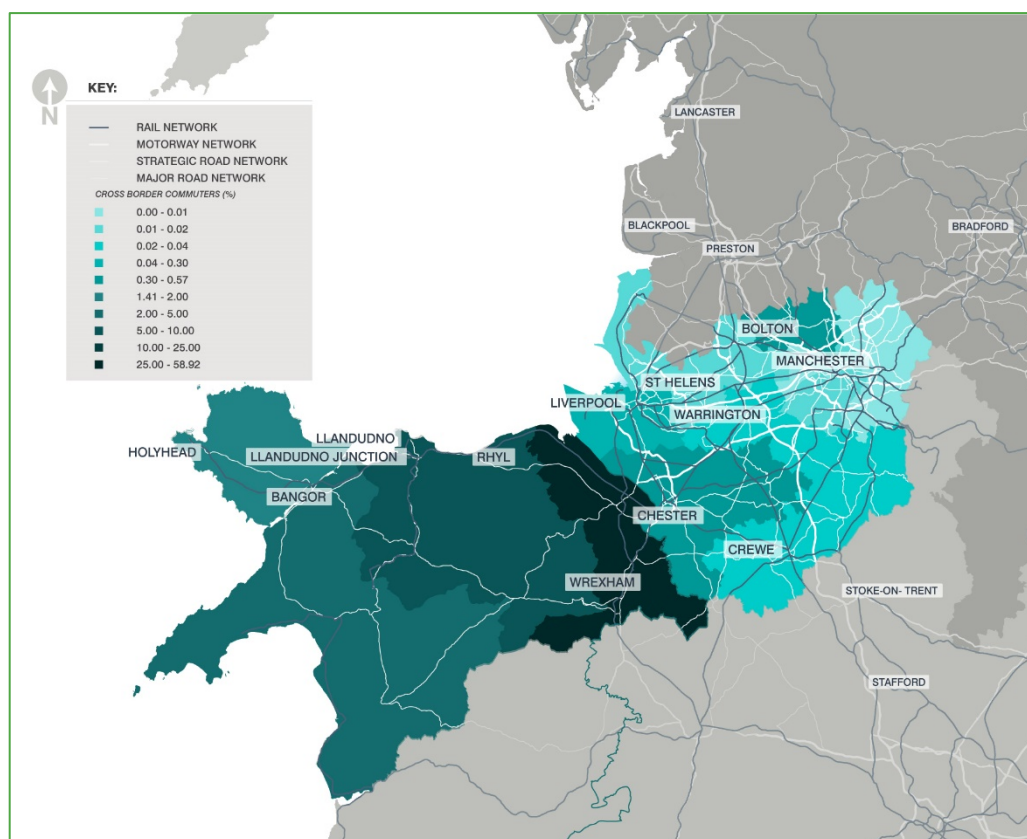 KEY:
N
RAIL NETWORK
MOTORWAY NETWORK
STRATEGIC ROAD NETWORK
MAJOR ROAD NETWORK
CROSS BORDER COMMUTERS (%)
0.00 - 0.01
0.01 - 0.02
0.02 - 0.04
0.04 - 0.30
0.30 - 0.57
1.41 - 2.00
2.00 - 5.00
5.00 - 10.00
10.00 - 25.00
25.00 - 58.92
LANCASTER
BLACKPOOL
BRADFORD
PRESTON
BOLTON
MANCHESTER
ST HELENS
LIVERPOOL
WARRINGTON
LLANDUDNO
HOLYHEAD
LLANDUDNO JUNCTION
RHYL
BANGOR
CHESTER
CREWE
WREXHAM
STOKE-ON- TRENT
STAFFORD